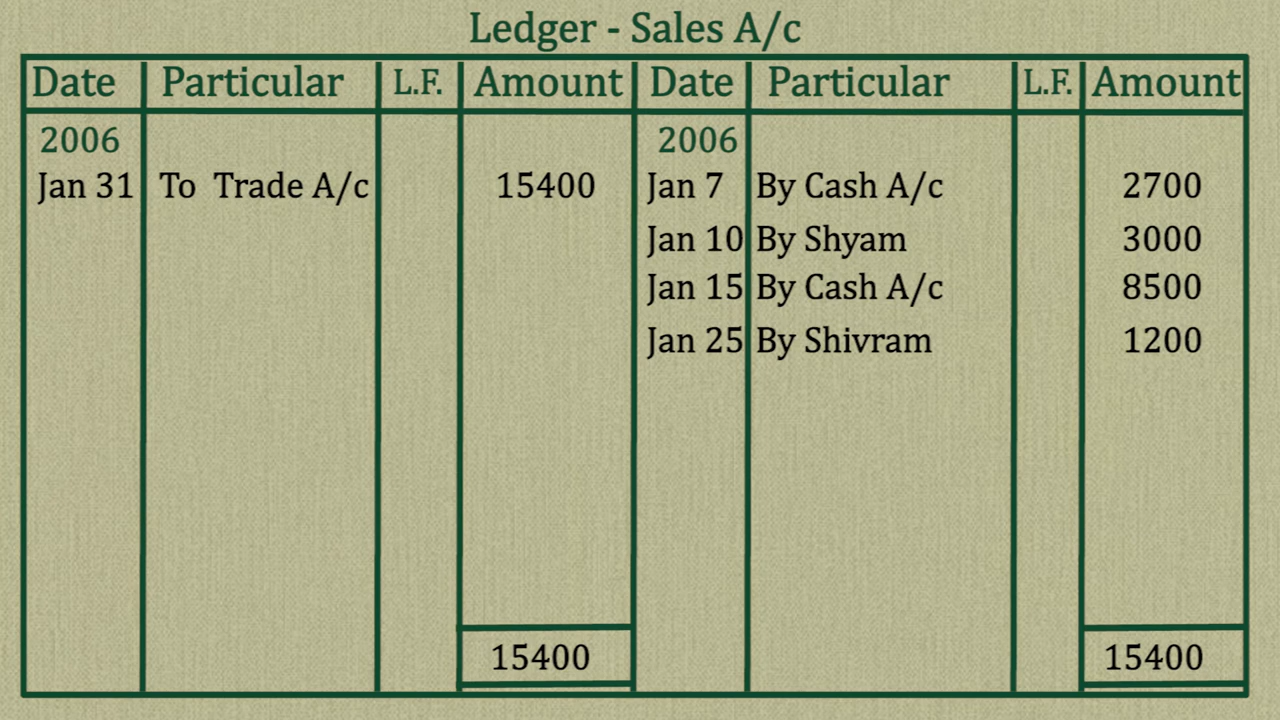 Ledger - Sales A/c
Date Particular L.F. Amount Date Particular L.F. Amount
2006 2006
Jan 31 To Trade A/c 15400 Jan 7 By Cash A/c 2700
Jan 10 By Shyam 3000
Jan 15 By Cash A/c 8500
Jan 25 By Shivram 1200
15400 15400